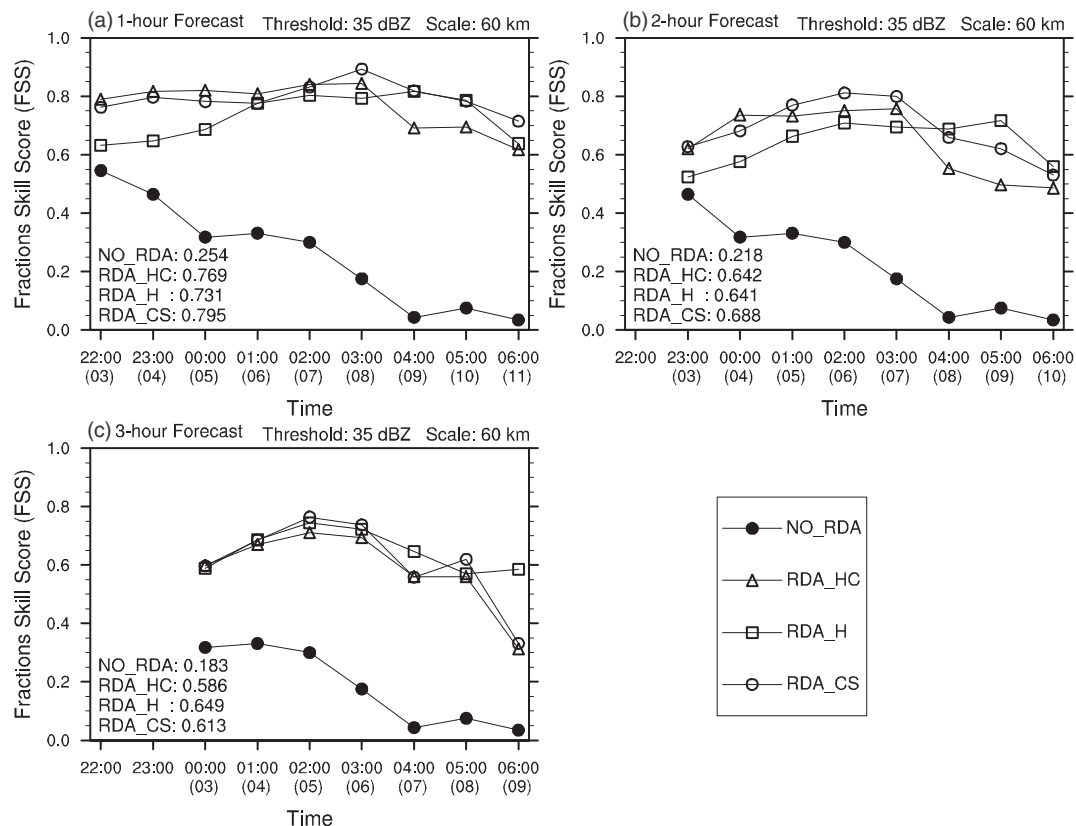 (a) 1-hour Forecast Threshold: 35 dBZ Scale: 60 km
Fractions Skill Score (FSS)
1.0
0.8
0.6
0.4
0.2
0.0
NO_RDA: 0.254
RDA_HC: 0.769
RDA_H : 0.731
RDA_CS: 0.795
22:00 23:00 00:00 01:00 02:00 03:00 04:00 05:00 06:00
(03) (04) (05) (06) (07) (08) (09) (10) (11)
Time
(b) 2-hour Forecast Threshold: 35 dBZ Scale: 60 km
Fractions Skill Score (FSS)
1.0
0.8
0.6
0.4
0.2
0.0
NO_RDA: 0.218
RDA_HC: 0.642
RDA_H : 0.641
RDA_CS: 0.688
22:00 23:00 00:00 01:00 02:00 03:00 04:00 05:00 06:00
(03) (04) (05) (06) (07) (08) (09) (10)
Time
(c) 3-hour Forecast Threshold: 35 dBZ Scale: 60 km
Fractions Skill Score (FSS)
1.0
0.8
0.6
0.4
0.2
0.0
NO_RDA: 0.183
RDA_HC: 0.586
RDA_H : 0.649
RDA_CS: 0.613
22:00 23:00 00:00 01:00 02:00 03:00 04:00 05:00 06:00
(03) (04) (05) (06) (07) (08) (09)
Time
NO_RDA
RDA_HC
RDA_H
RDA_CS